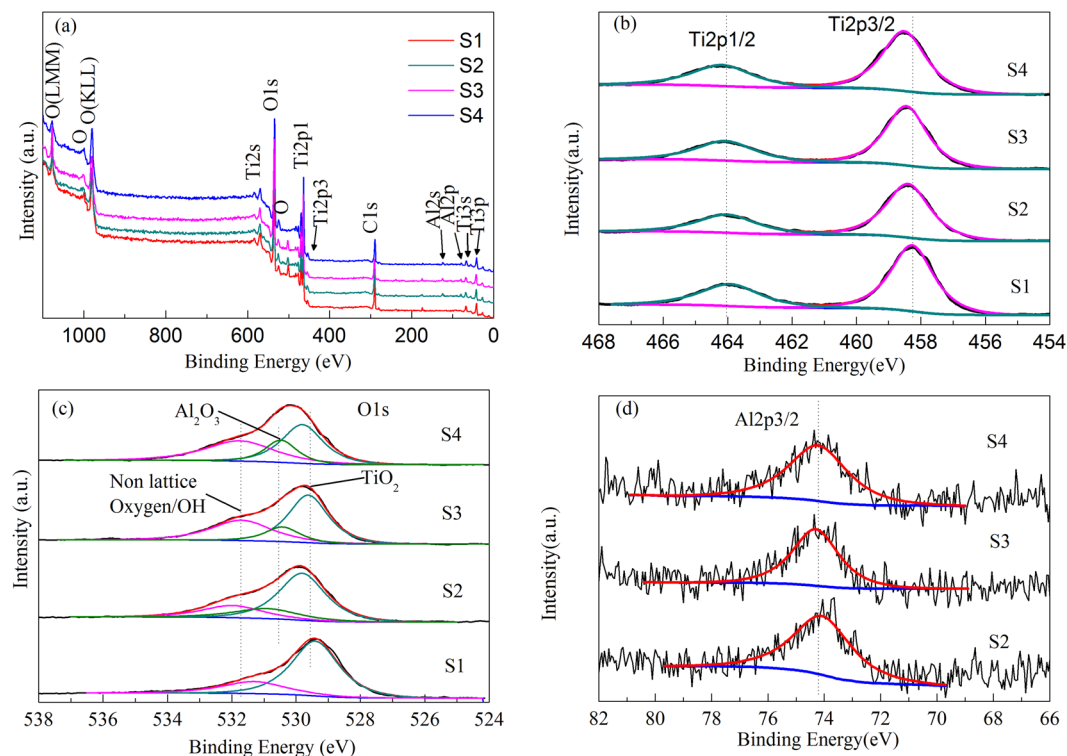 (a)
S1
S2
S3
S4
O(LMM)
O
O(KLL)
Ti2s
O1s
O
Ti2p1
Ti2p3
C1s
Al2s
Al2p
Ti3s
Ti3p
Intensity (a.u.)
1000 800 600 400 200 0
Binding Energy (eV)
(b)
Ti2p1/2
Ti2p3/2
S4
S3
S2
S1
Intensity (a.u.)
468 466 464 462 460 458 456 454
Binding Energy(eV)
(c)
O1s
Al2O3
S4
Non lattice
Oxygen/OH
TiO2
S3
S2
S1
Intensity (a.u.)
538 536 534 532 530 528 526 524
Binding Energy (eV)
(d)
Al2p3/2
S4
S3
S2
Intensity(a.u.)
82 80 78 76 74 72 70 68 66
Binding Energy(eV)